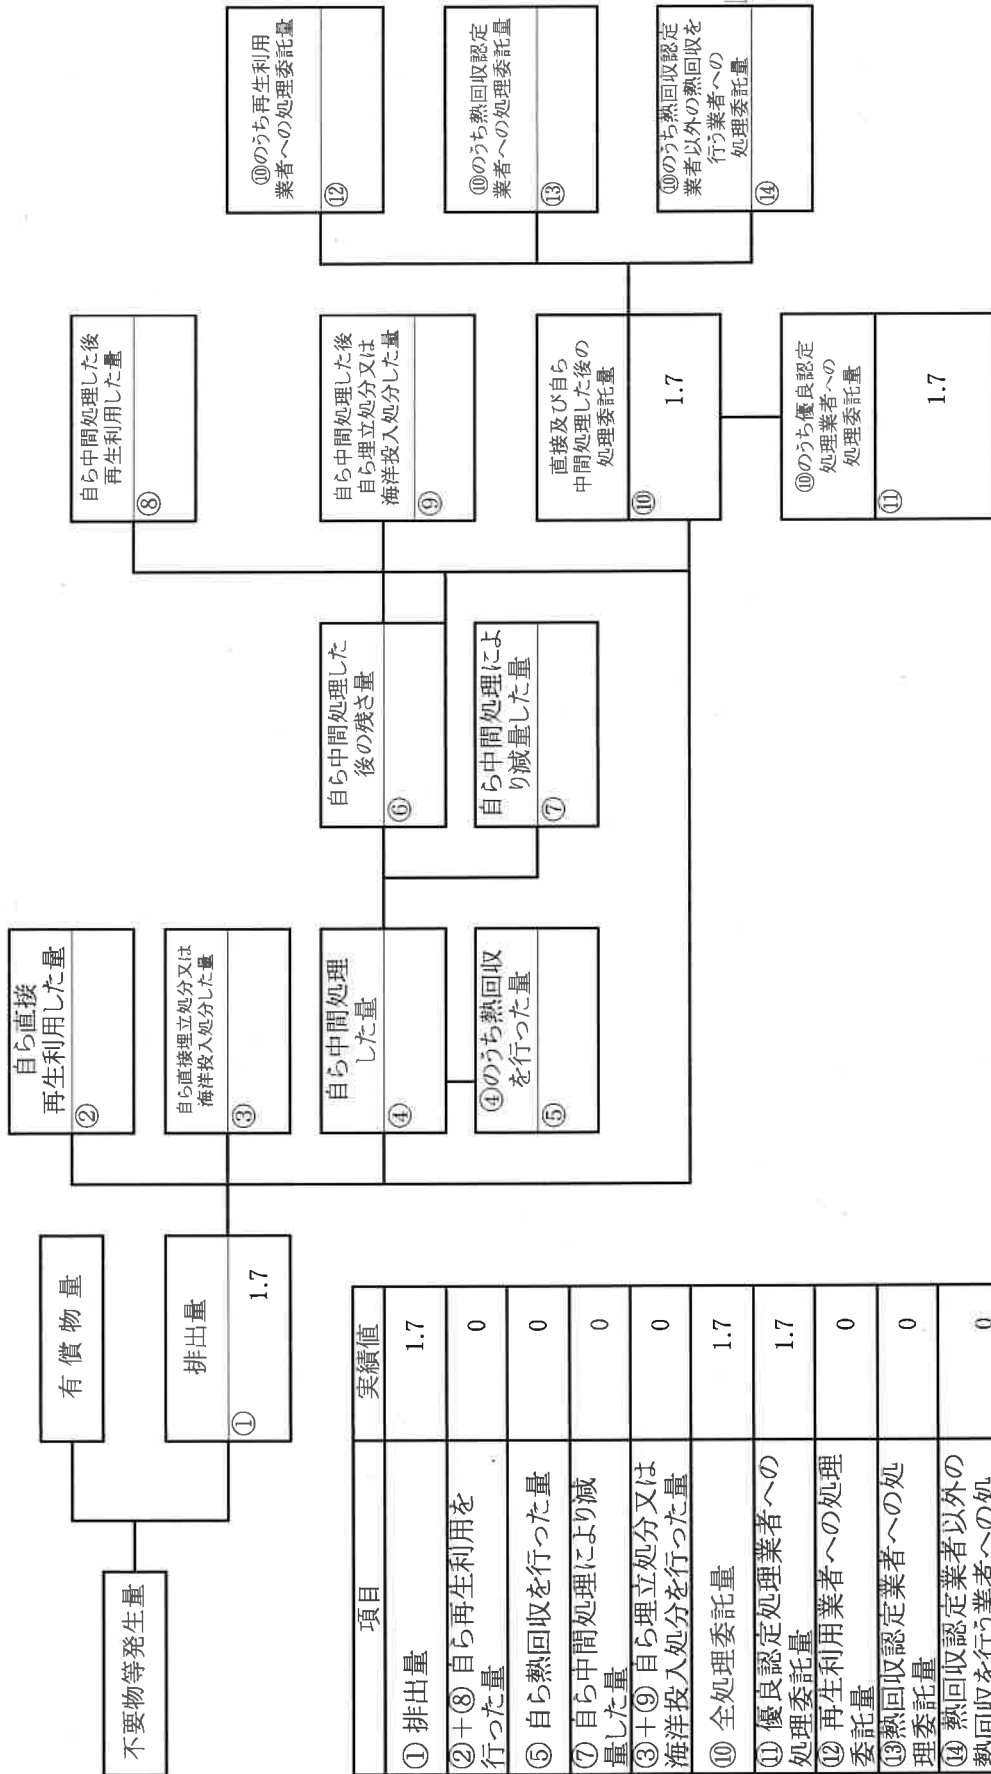 不要物等発生量
有 償 物 量
排出量
①
1.7
自ら直接
再生利用した量
②
自ら直接埋立処分又は
海洋投入処分した量
③
自ら中間処理
した量
④
④のうち熱回収
を行った量
⑤
自ら中間処理した
後の残さ量
⑥
自ら中間処理によ
り減量した量
⑦
自ら中間処理した後
再生利用した量
⑧
自ら中間処理した後
自ら埋立処分又は
海洋投入処分した量
⑨
直接及び自ら
中間処理した後の
処理委託量
⑩
1.7
⑩のうち優良認定
処理業者への
処理委託量
⑪
1.7
⑩のうち再生利用
業者への処理委託量
⑫
⑩のうち熱回収認定
業者への処理委託量
⑬
⑩のうち熱回収認定
業者以外の熱回収を
行う業者への
処理委託量
⑭
項目 実績値
① 排出量 1.7
②+⑧ 自ら再生利用を
行った量 0
⑤ 自ら熱回収を行った量 0
⑦ 自ら中間処理により減
量した量 0
③+⑨ 自ら埋立処分又は
海洋投入処分を行った量 0
⑩ 全処理委託量 1.7
⑪ 優良認定処理業者への
処理委託量 1.7
⑫ 再生利用業者への処理
委託量 0
⑬熱回収認定業者への処
理委託量 0
⑭ 熱回収認定業者以外の
熱回収を行う業者への処 0